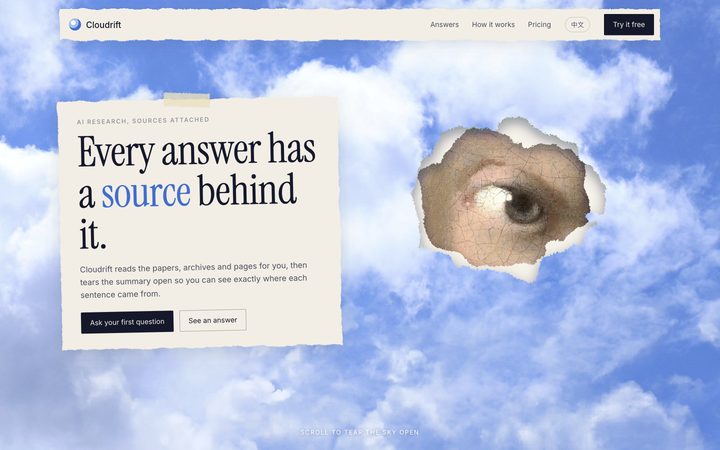 Cloudrift
Answers How it works Pricing 中文 Try it free
AI RESEARCH, SOURCES ATTACHED
Every answer has
a source behind
it.
Cloudrift reads the papers, archives and pages for you, then
tears the summary open so you can see exactly where each
sentence came from.
Ask your first question See an answer
SCROLL TO TEAR THE SKY OPEN